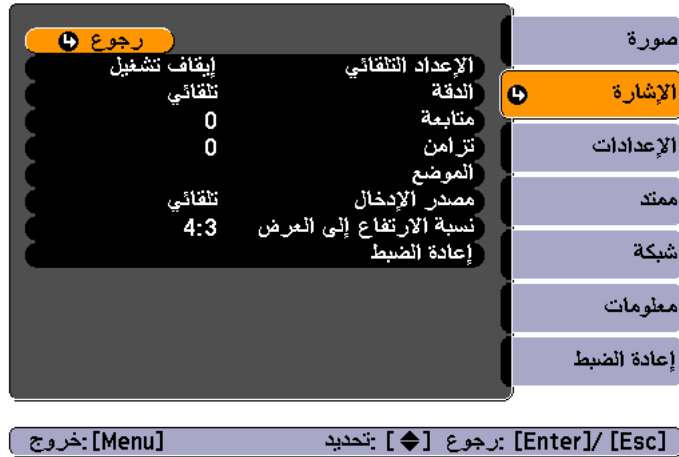 رجوع
الإعداد التلقائي إيقاف تشغيل
الدقة تلقائي
متابعة 0
تزامن 0
الموضع
مصدر الإدخال تلقائي
نسبة الارتفاع إلى العرض 4:3
إعادة الضبط
صورة
الإشارة
الإعدادات
ممتد
شبكة
معلومات
إعادة الضبط
[Esc] /[Enter]: رجوع [◆]: تحديد [Menu]: خروج